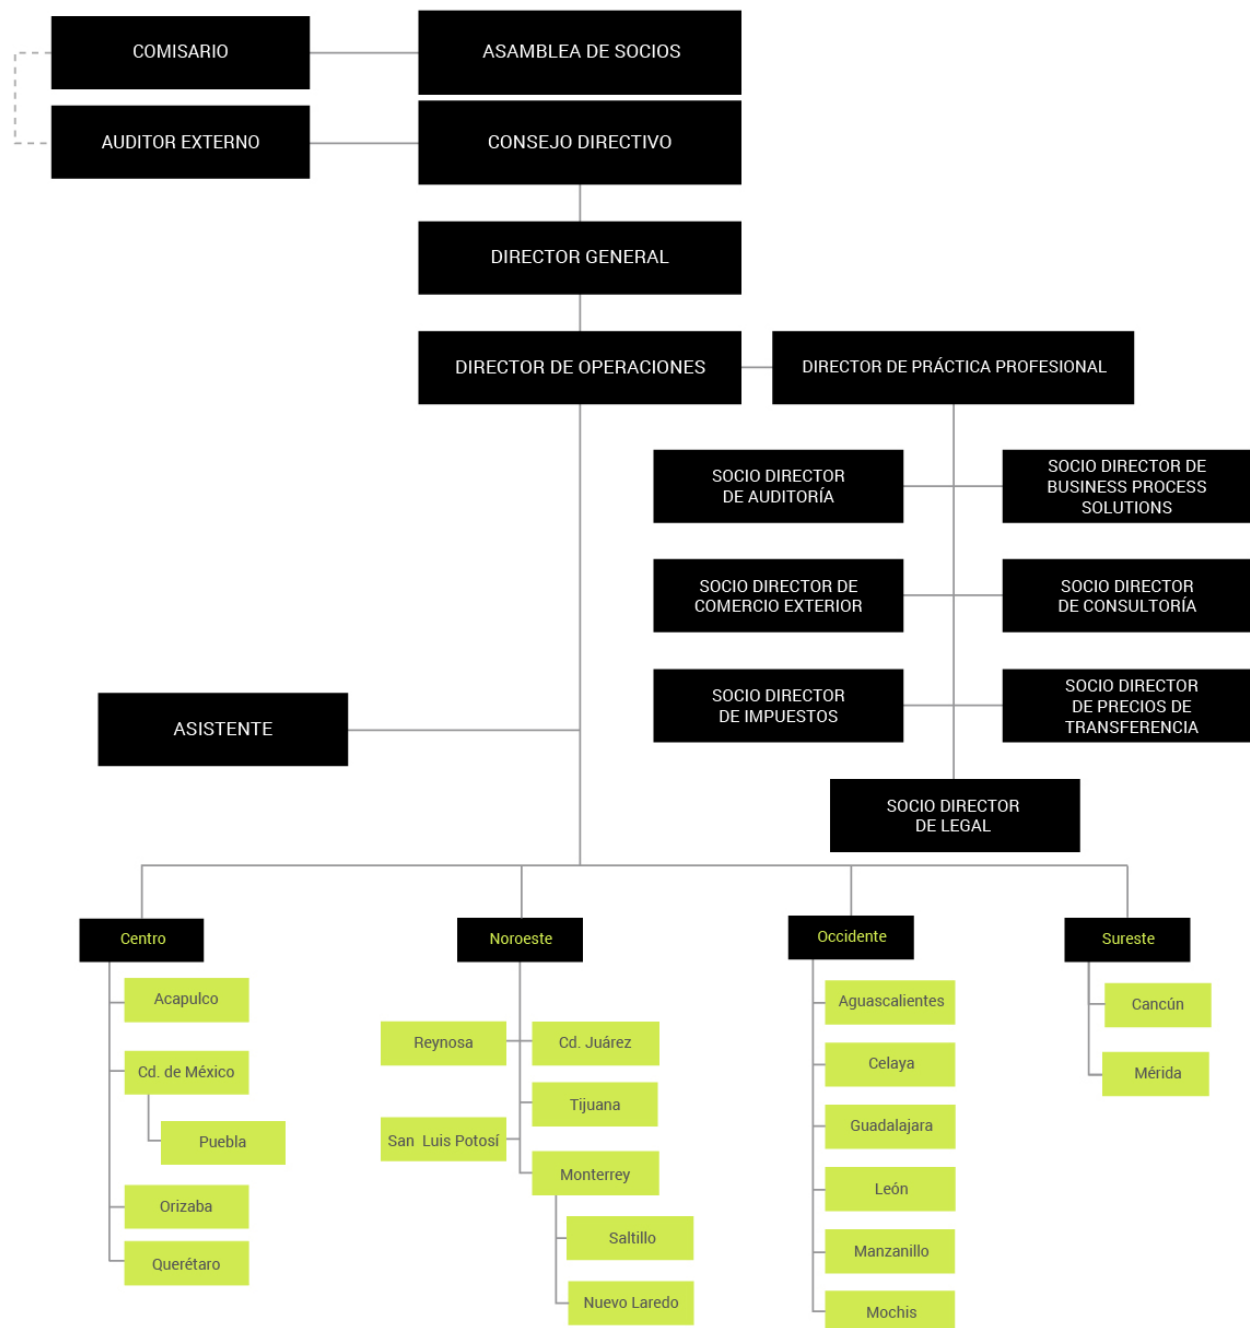 COMISARIO
ASAMBLEA DE SOCIOS
AUDITOR EXTERNO
CONSEJO DIRECTIVO
DIRECTOR GENERAL
DIRECTOR DE OPERACIONES
DIRECTOR DE PRÁCTICA PROFESIONAL
SOCIO DIRECTOR
DE AUDITORÍA
SOCIO DIRECTOR DE
BUSINESS PROCESS
SOLUTIONS
SOCIO DIRECTOR DE
COMERCIO EXTERIOR
SOCIO DIRECTOR
DE CONSULTORÍA
SOCIO DIRECTOR
DE IMPUESTOS
SOCIO DIRECTOR
DE PRECIOS DE
TRANSFERENCIA
ASISTENTE
SOCIO DIRECTOR
DE LEGAL
Centro
Acapulco
Cd. de México
Puebla
Orizaba
Querétaro
Noroeste
Reynosa
Cd. Juárez
Tijuana
San Luis Potosí
Monterrey
Saltillo
Nuevo Laredo
Occidente
Aguascalientes
Celaya
Guadalajara
León
Manzanillo
Mochis
Sureste
Cancún
Mérida